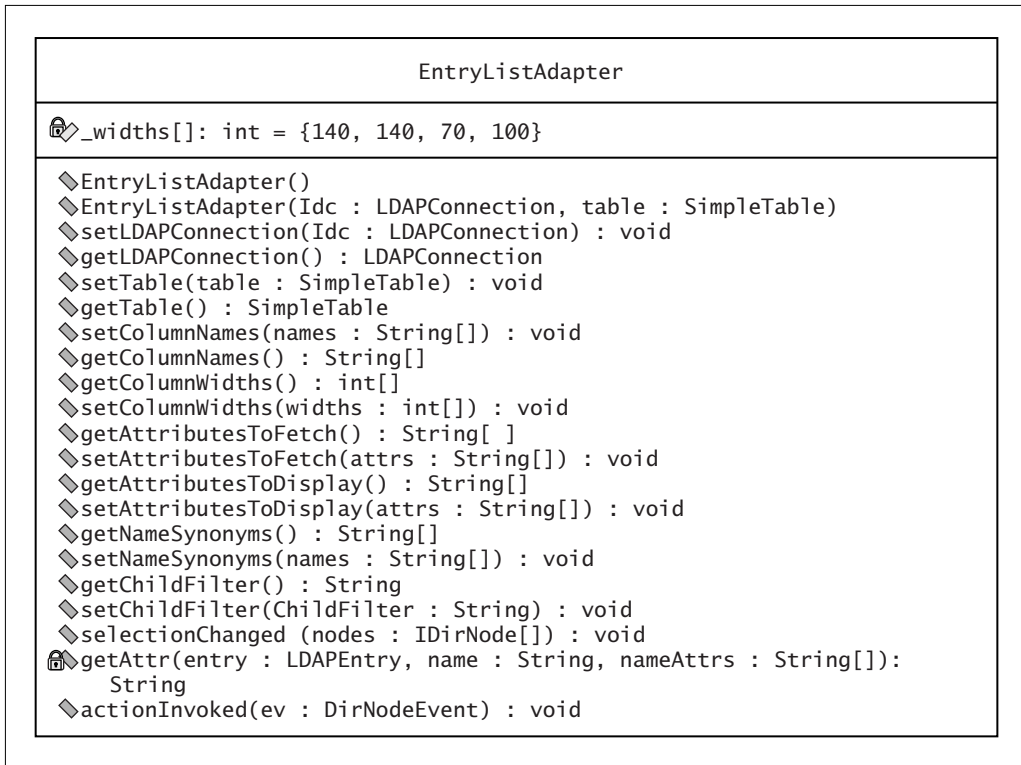 EntryListAdapter
_widths[]: int = {140, 140, 70, 100}
EntryListAdapter()
EntryListAdapter(Idc : LDAPConnection, table : SimpleTable)
setLDAPConnection(Idc : LDAPConnection) : void
getLDAPConnection() : LDAPConnection
setTable(table : SimpleTable) : void
getTable() : SimpleTable
setColumnNames(names : String[]) : void
getColumnNames() : String[]
getColumnWidths() : int[]
setColumnWidths(widths : int[]) : void
getAttributesToFetch() : String[ ]
setAttributesToFetch(attrs : String[]) : void
getAttributesToDisplay() : String[]
setAttributesToDisplay(attrs : String[]) : void
getNameSynonyms() : String[]
setNameSynonyms(names : String[]) : void
getChildFilter() : String
setChildFilter(ChildFilter : String) : void
selectionChanged (nodes : IDirNode[]) : void
getAttr(entry : LDAPEntry, name : String, nameAttrs : String[]):
String
actionInvoked(ev : DirNodeEvent) : void